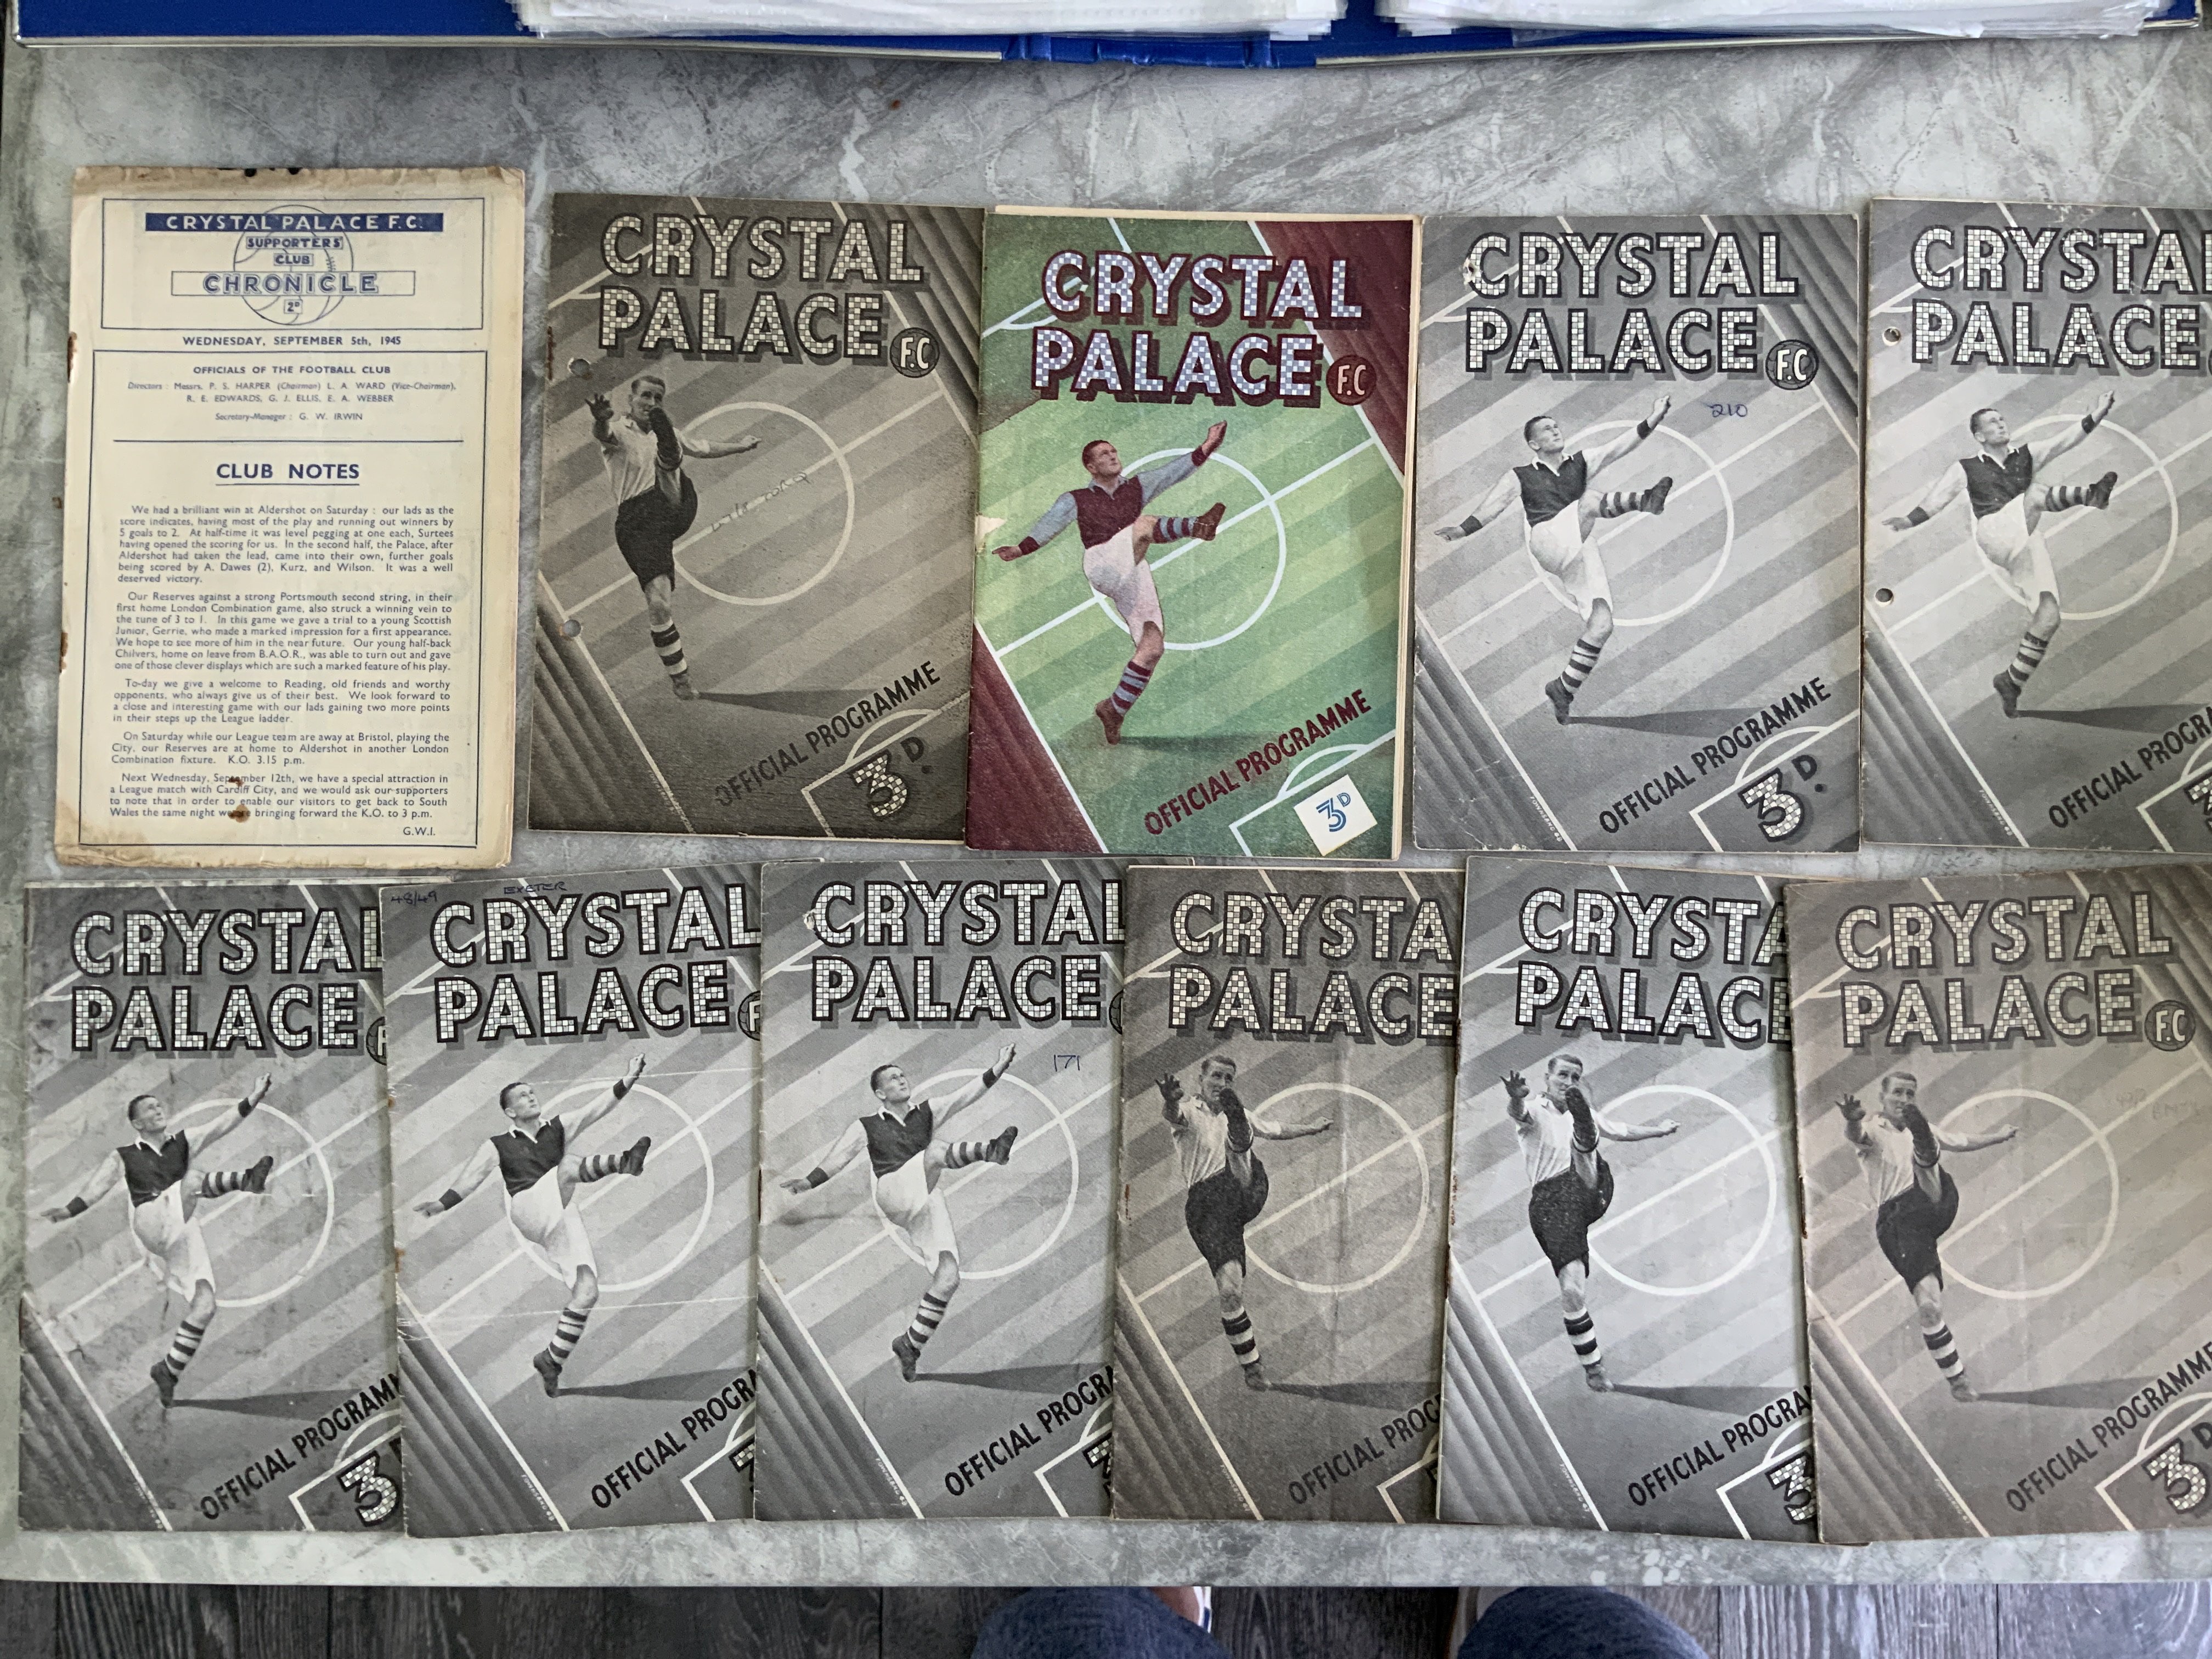 CRYSTAL PALACE F.C.
SUPPORTERS'
CLUB
CHRONICLE
2D
WEDNESDAY, SEPTEMBER 5th, 1945
OFFICIALS OF THE FOOTBALL CLUB
Directors : Messrs. P. S. HARPER (Chairman) L. A. WARD (Vice-Chairman),
R. E. EDWARDS, G. J. ELLIS, E. A. WEBBER
Secretary-Manager : G. W. IRWIN
CLUB NOTES
We had a brilliant win at Aldershot on Saturday : our lads as the
score indicates, having most of the play and running out winners by
5 goals to 2. At half-time it was level pegging at one each, Surtees
having opened the scoring for us. In the second half, the Palace, after
Aldershot had taken the lead, came into their own, further goals
being scored by A. Dawes (2), Kurz, and Wilson. It was a well
deserved victory.
Our Reserves against a strong Portsmouth second string, in their
first home London Combination game, also struck a winning vein to
the tune of 3 to 1. In this game we gave a trial to a young Scottish
Junior, Gerrie, who made a marked impression for a first appearance.
We hope to see more of him in the near future. Our young half-back
Chilvers, home on leave from B.A.O.R., was able to turn out and gave
one of those clever displays which are such a marked feature of his play.
To-day we give a welcome to Reading, old friends and worthy
opponents, who always give us of their best. We look forward to
a close and interesting game with our lads gaining two more points
in their steps up the League ladder.
On Saturday while our League team are away at Bristol, playing the
City, our Reserves are at home to Aldershot in another London
Combination fixture. K.O. 3.15 p.m.
Next Wednesday, September 12th, we have a special attraction in
a League match with Cardiff City, and we would ask our supporters
to note that in order to enable our visitors to get back to South
Wales the same night we are bringing forward the K.O. to 3 p.m.
G.W.I.
CRYSTAL
PALACE F.C
OFFICIAL PROGRAMME
3D.
CRYSTAL
PALACE F.C
OFFICIAL PROGRAMME
3D
CRYSTAL
PALACE F.C
210
OFFICIAL PROGRAMME
3D.
CRYSTAL
PALACE
OFFICIAL PROGR
3
CRYSTAL
PALACE F
OFFICIAL PROGRAM
3D
48/49 EXETER
CRYSTAL
PALACE F
OFFICIAL PROGRA
CRYSTAL
PALACE
171
OFFICIAL PROGR
CRYSTA
PALACE
OFFICIAL PROG
CRYSTA
PALACE
OFFICIAL PROGRA
3
CRYSTAL
PALACE F.C
OFFICIAL PROGRAMME
3D